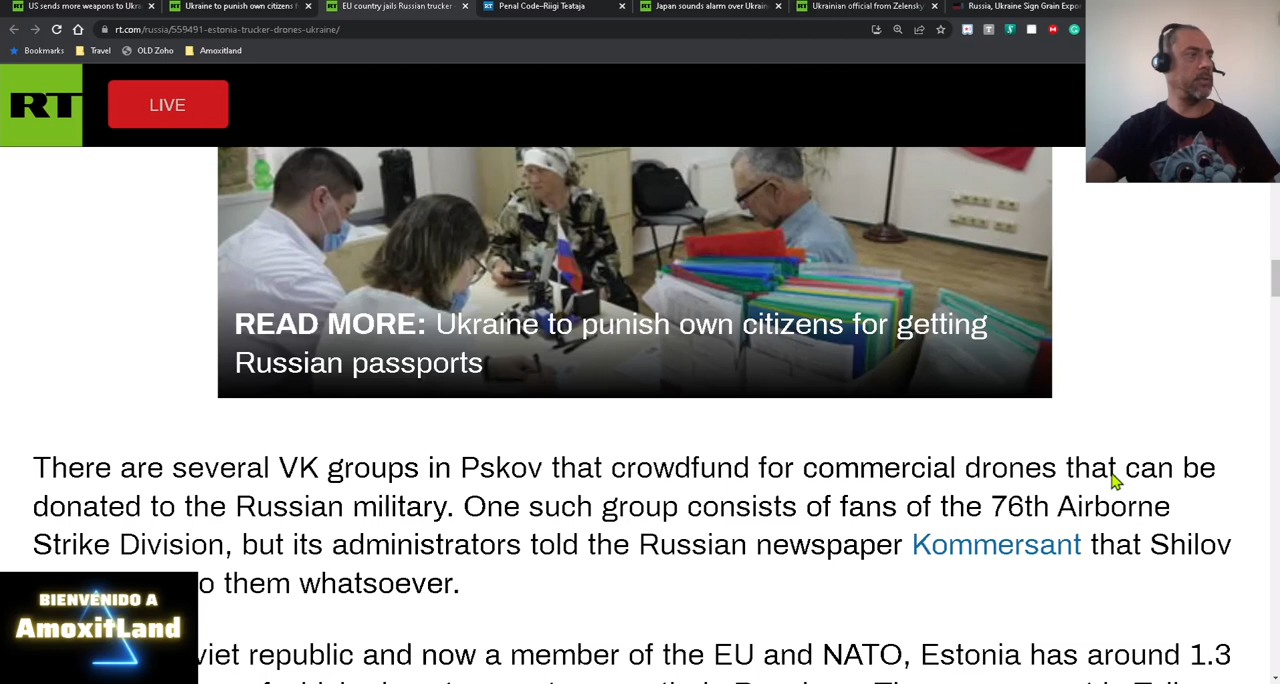 US sends more weapons to Ukra
Ukraine to punish own citizens f
EU country jails Russian trucker
Penal Code–Riigi Teataja
Japan sounds alarm over Ukrain
Ukrainian official from Zelensky
Russia, Ukraine Sign Grain Expor
rt.com/russia/559491-estonia-trucker-drones-ukraine/
Bookmarks Travel OLD Zoho Amoxitland
RT LIVE
READ MORE: Ukraine to punish own citizens for getting
Russian passports
There are several VK groups in Pskov that crowdfund for commercial drones that can be
donated to the Russian military. One such group consists of fans of the 76th Airborne
Strike Division, but its administrators told the Russian newspaper Kommersant that Shilov
o them whatsoever.
BIENVENIDO A
AmoxitLand
viet republic and now a member of the EU and NATO, Estonia has around 1.3